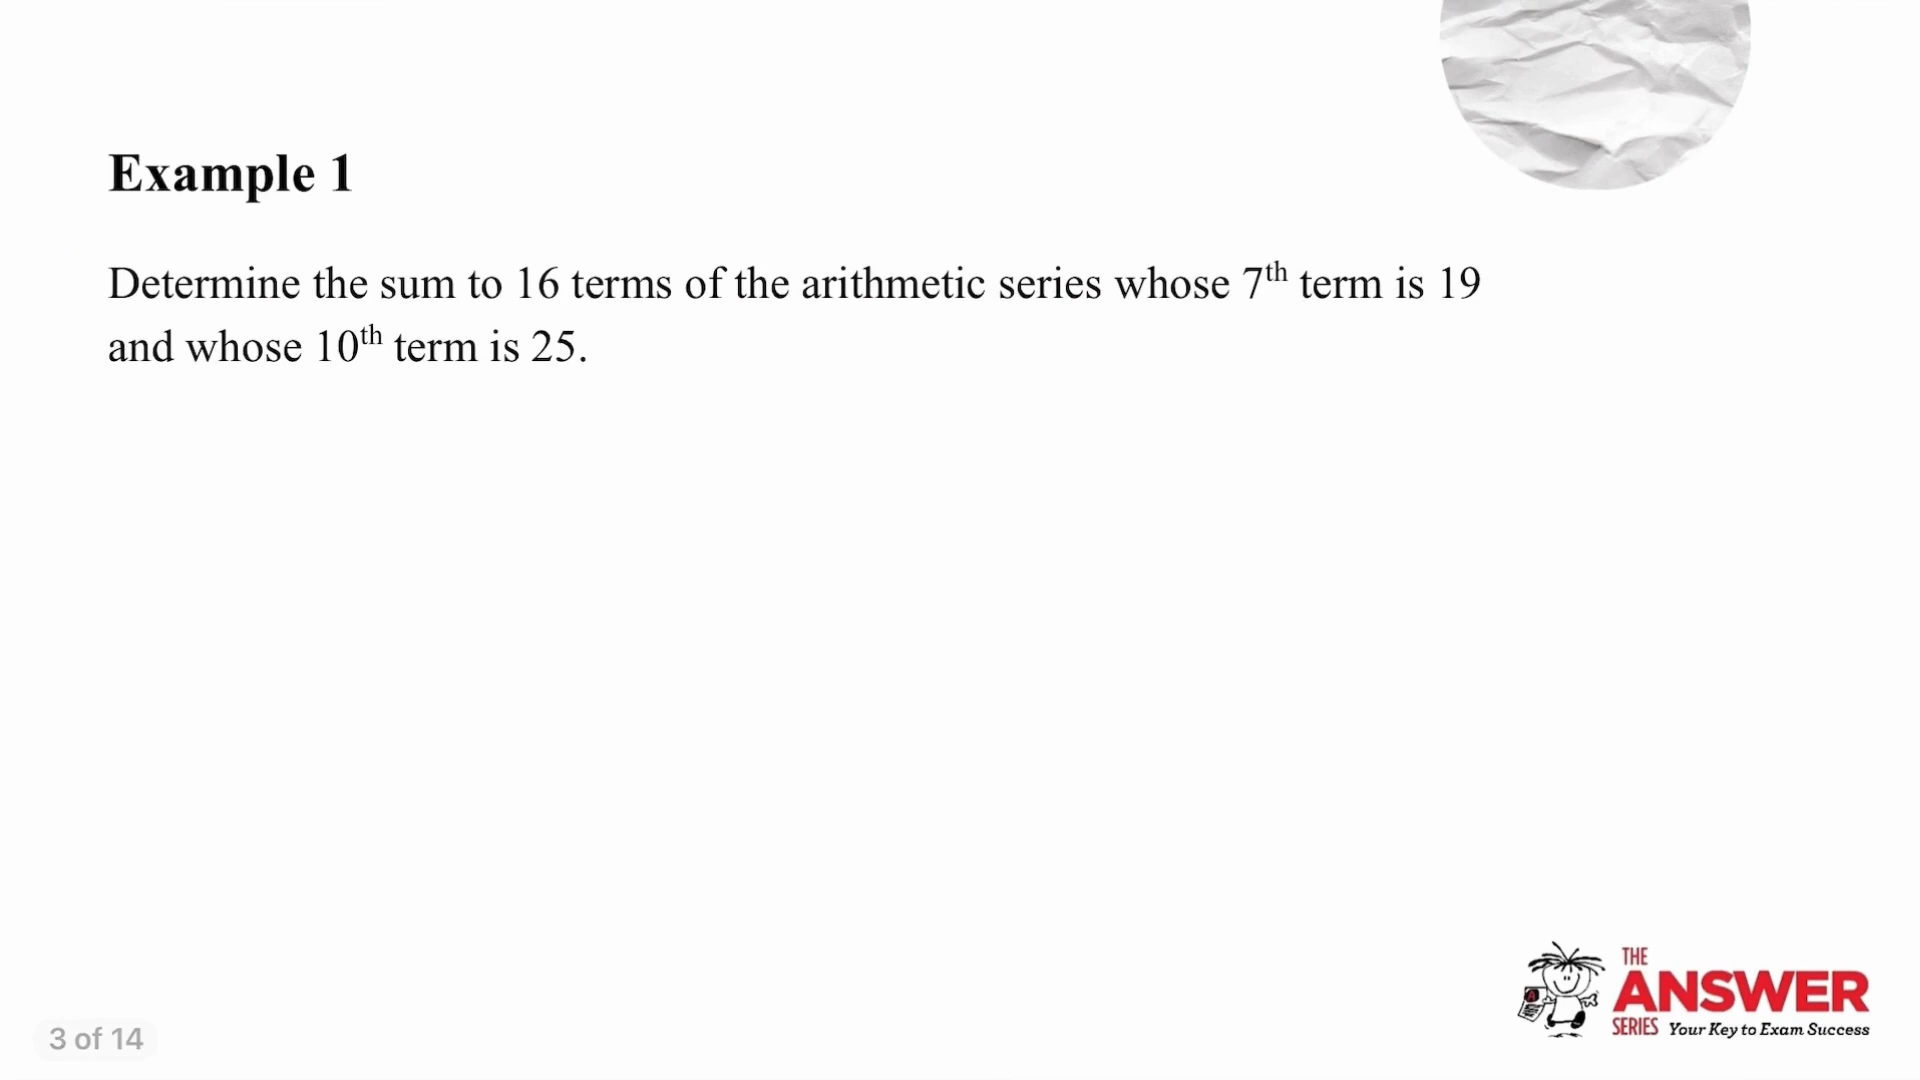 Example 1
Determine the sum to 16 terms of the arithmetic series whose 7th term is 19
and whose 10th term is 25.
THE
ANSWER
SERIES Your Key to Exam Success
3 of 14